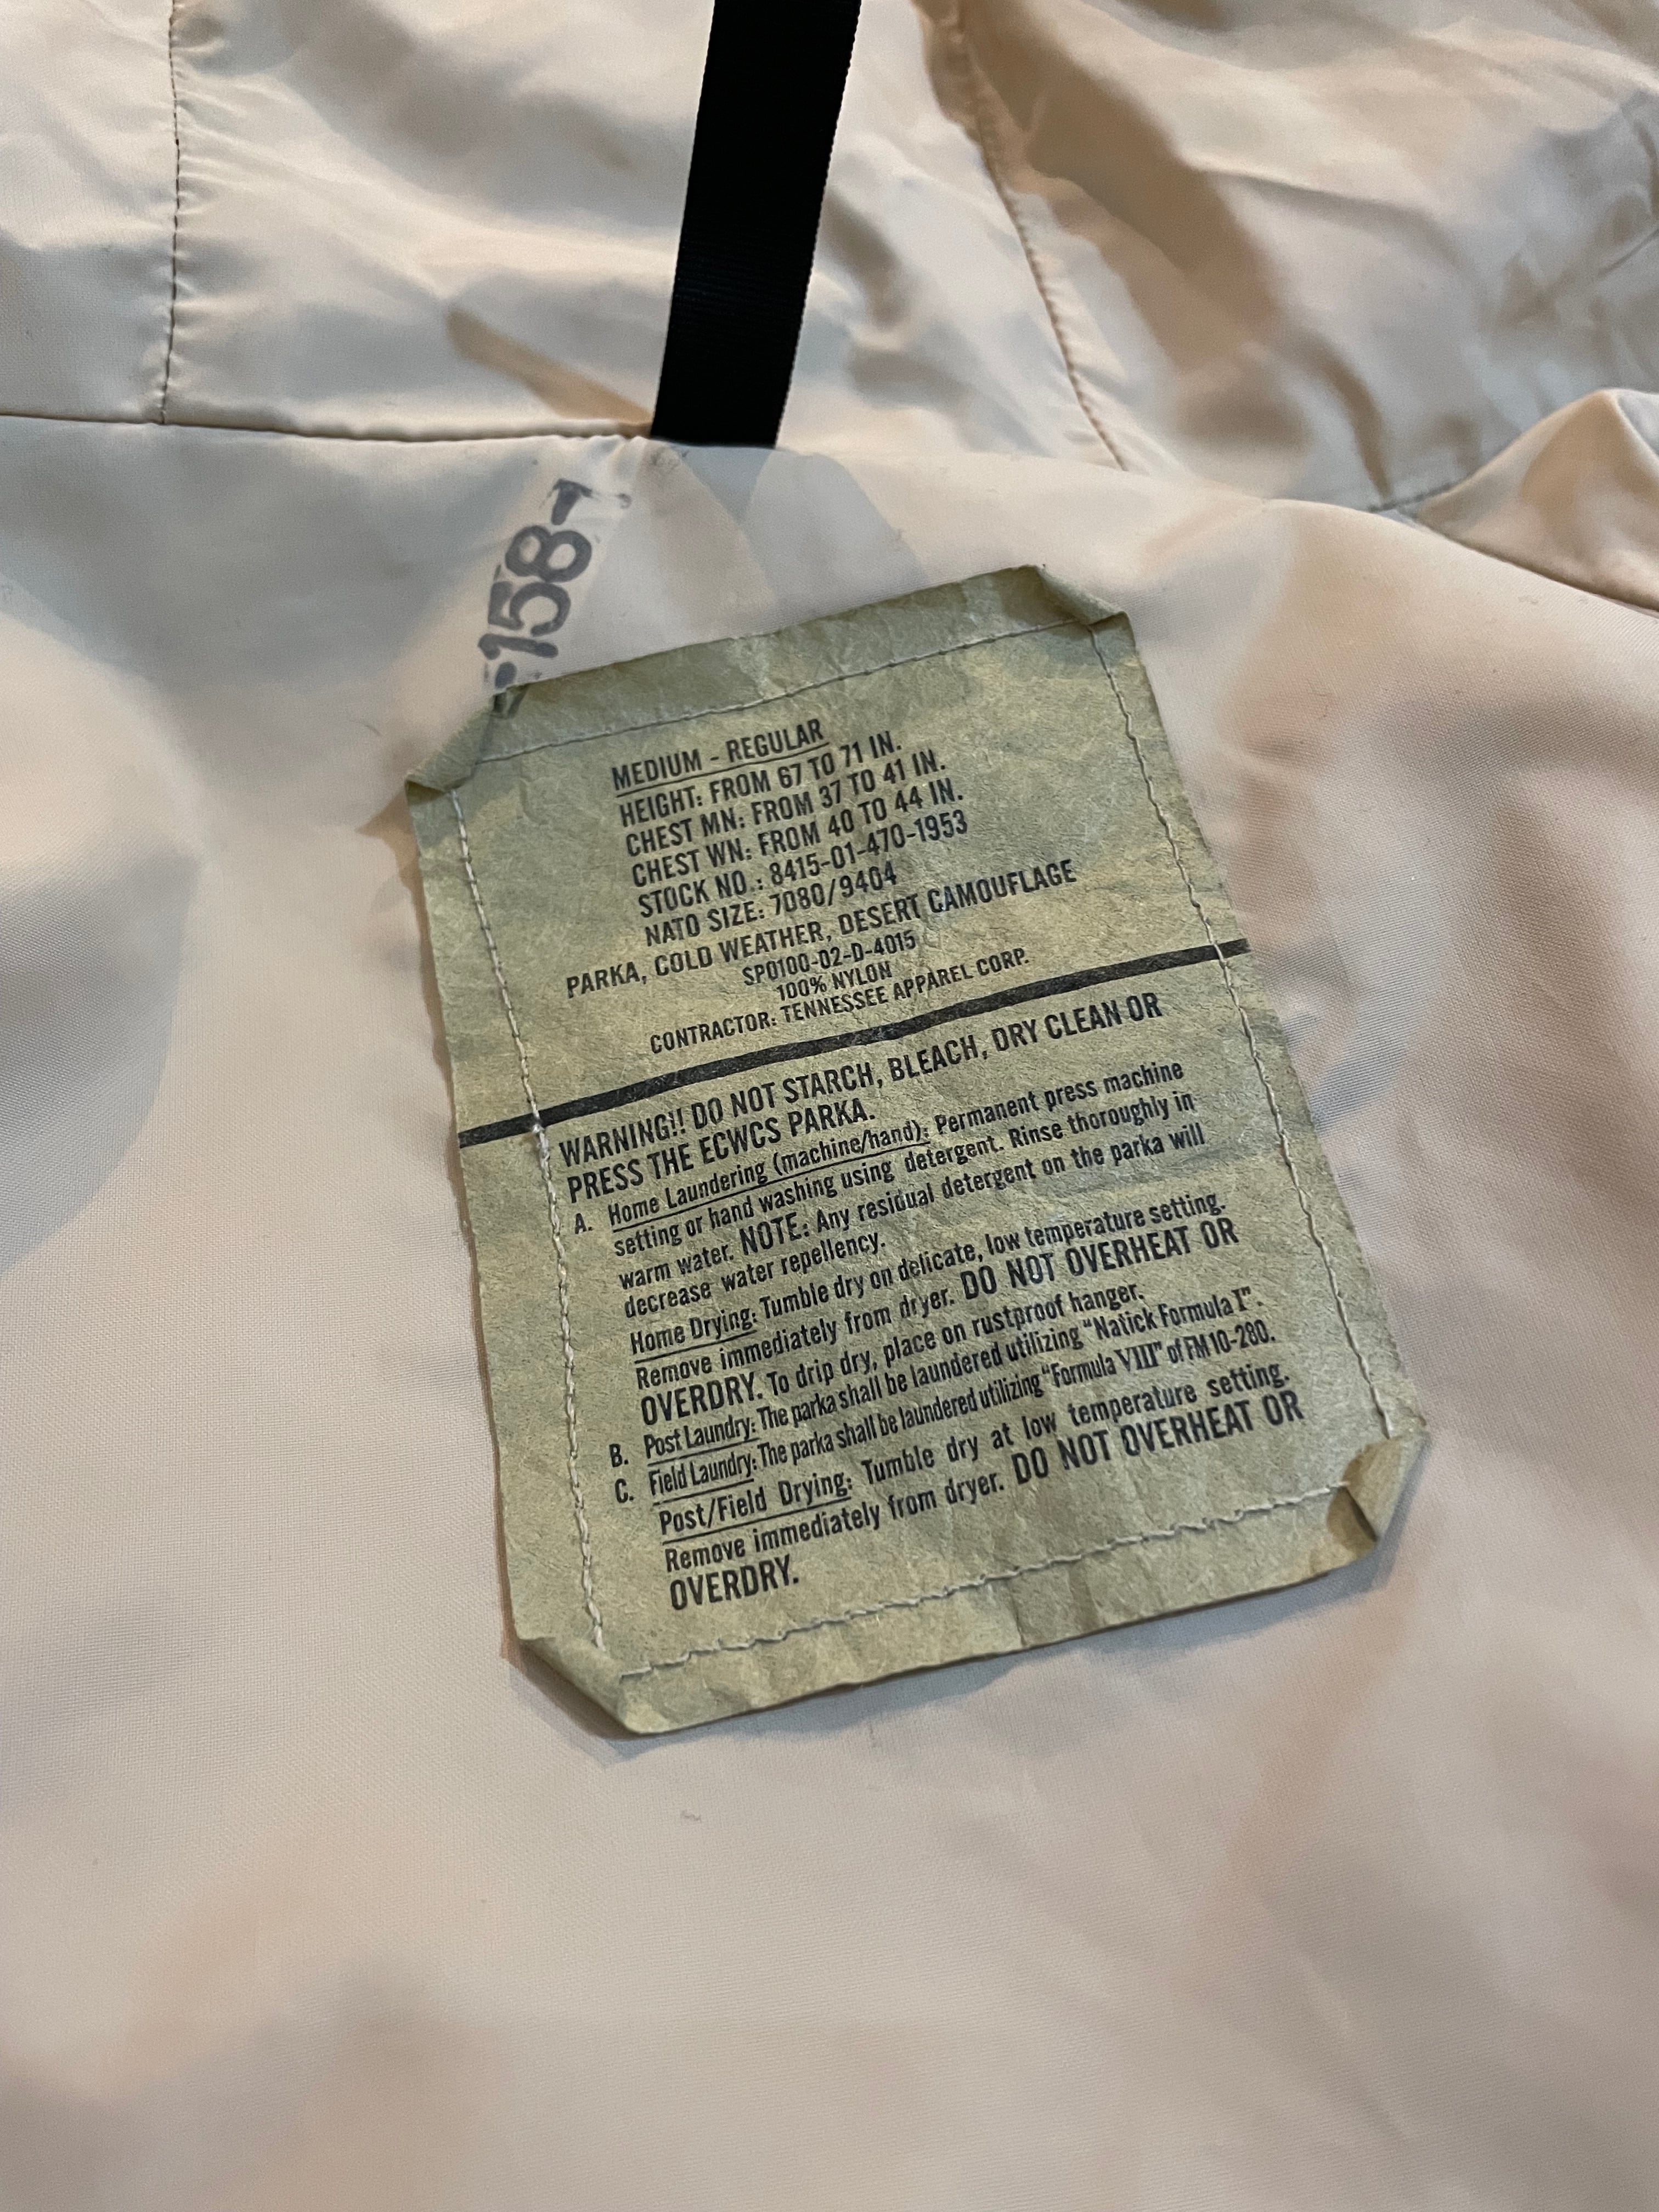 -158-
MEDIUM - REGULAR
HEIGHT: FROM 67 TO 71 IN.
CHEST MN: FROM 37 TO 41 IN.
CHEST WN: FROM 40 TO 44 IN.
STOCK NO.: 8415-01-470-1953
NATO SIZE: 7080/9404
PARKA, COLD WEATHER, DESERT CAMOUFLAGE
SPO100-02-D-4015
100% NYLON
CONTRACTOR: TENNESSEE APPAREL CORP.
WARNING!! DO NOT STARCH, BLEACH, DRY CLEAN OR
PRESS THE ECWCS PARKA.
A. Home Laundering (machine/hand): Permanent press machine
setting or hand washing using detergent. Rinse thoroughly in
warm water. NOTE: Any residual detergent on the parka will
decrease water repellency.
Home Drying: Tumble dry on delicate, low temperature setting.
Remove immediately from dryer. DO NOT OVERHEAT OR
OVERDRY. To drip dry, place on rustproof hanger.
B. Post Laundry: The parka shall be laundered utilizing "Natick Formula I".
C. Field Laundry: The parka shall be laundered utilizing "Formula VIII" of FM 10-280.
Post/Field Drying: Tumble dry at low temperature setting.
Remove immediately from dryer. DO NOT OVERHEAT OR
OVERDRY.